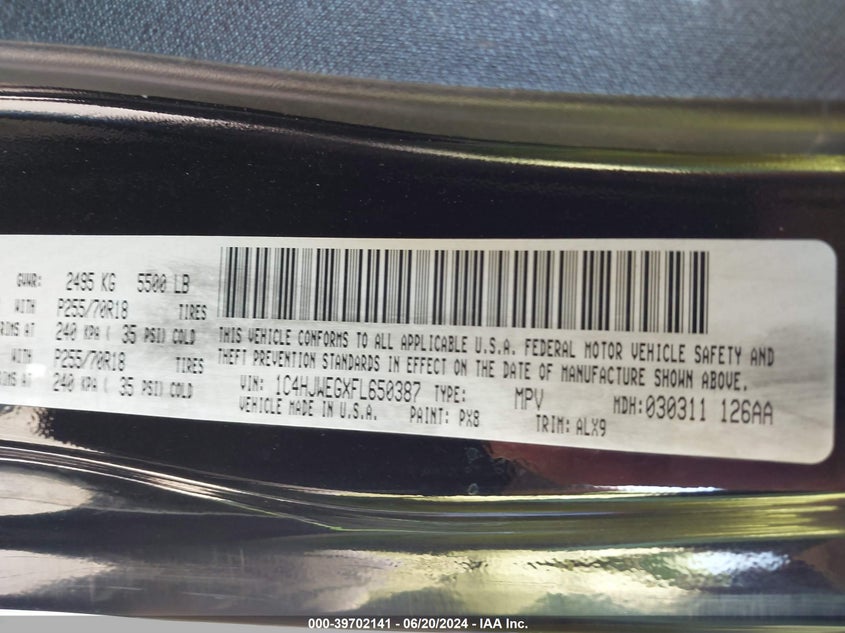 GVWR: 2495 KG 5500 LB
WITH P255/70R18 TIRES
RIMS AT 240 KPA ( 35 PSI) COLD
WITH P255/70R18 TIRES
RIMS AT 240 KPA ( 35 PSI) COLD
THIS VEHICLE CONFORMS TO ALL APPLICABLE U.S.A. FEDERAL MOTOR VEHICLE SAFETY AND
THEFT PREVENTION STANDARDS IN EFFECT ON THE DATE OF MANUFACTURE SHOWN ABOVE.
VIN: 1C4HJWEGXFL650387 TYPE: MPV MDH:030311 126AA
VEHICLE MADE IN U.S.A. PAINT: PX8 TRIM: ALX9
000-39702141 - 06/20/2024 - IAA Inc.